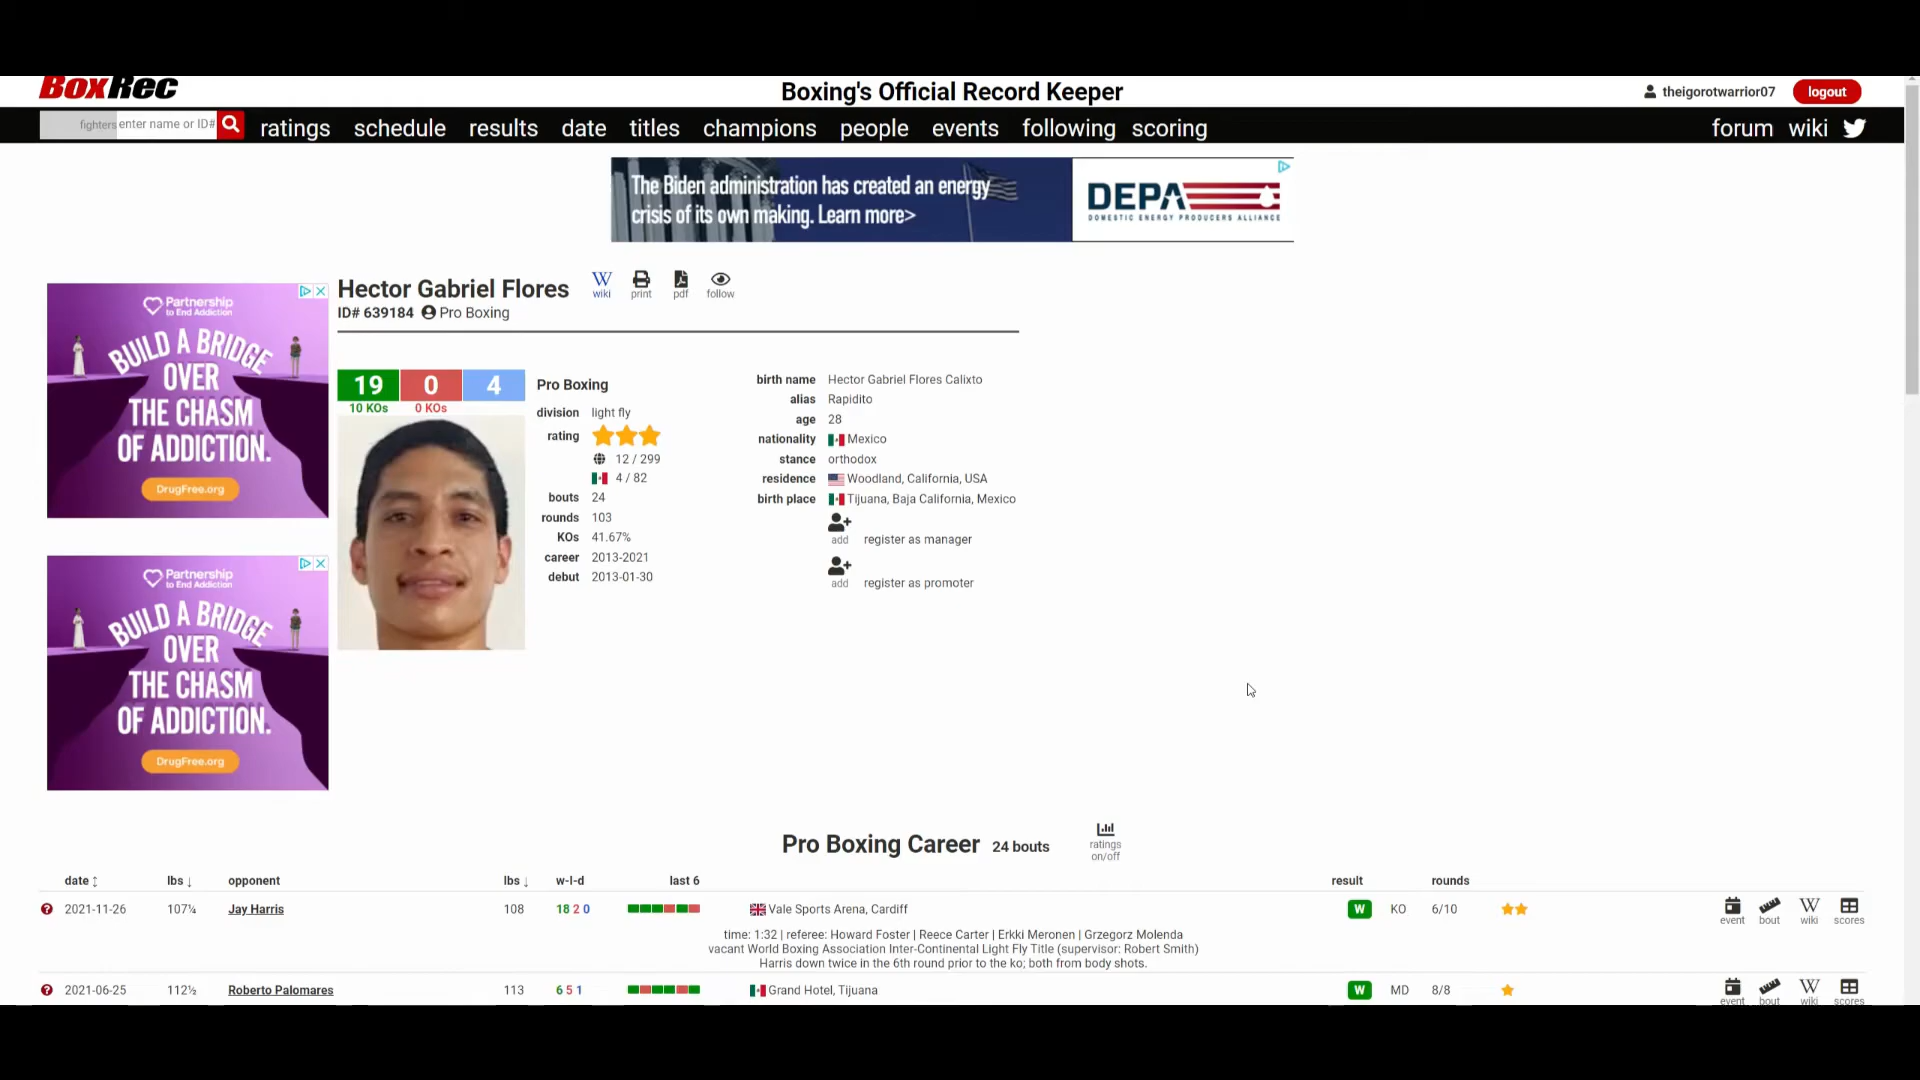 BoxRec
Boxing's Official Record Keeper
theigorotwarrior07
logout
fighters enter name or ID#
ratings schedule results date titles champions people events following scoring
forum wiki
The Biden administration has created an energy
crisis of its own making. Learn more>
DEPA
DOMESTIC ENERGY PRODUCERS ALLIANCE
Partnership
to End Addiction
BUILD A BRIDGE
OVER
THE CHASM
OF ADDICTION.
DrugFree.org
Partnership
to End Addiction
BUILD A BRIDGE
OVER
THE CHASM
OF ADDICTION.
DrugFree.org
Hector Gabriel Flores
W
wiki print pdf follow
ID# 639184 Pro Boxing
19 0 4
10 KOs 0 KOs
Pro Boxing
division light fly
rating
12 / 299
4 / 82
bouts 24
rounds 103
KOs 41.67%
career 2013-2021
debut 2013-01-30
birth name Hector Gabriel Flores Calixto
alias Rapidito
age 28
nationality Mexico
stance orthodox
residence Woodland, California, USA
birth place Tijuana, Baja California, Mexico
add register as manager
add register as promoter
Pro Boxing Career 24 bouts
ratings
on/off
date lbs opponent lbs w-l-d last 6 result rounds
2021-11-26 107¼ Jay Harris 108 18 2 0 Vale Sports Arena, Cardiff W KO 6/10 W
event bout wiki scores
time: 1:32 | referee: Howard Foster | Reece Carter | Erkki Meronen | Grzegorz Molenda
vacant World Boxing Association Inter-Continental Light Fly Title (supervisor: Robert Smith)
Harris down twice in the 6th round prior to the ko; both from body shots.
2021-06-25 112½ Roberto Palomares 113 6 5 1 Grand Hotel, Tijuana W MD 8/8 W
event bout wiki scores